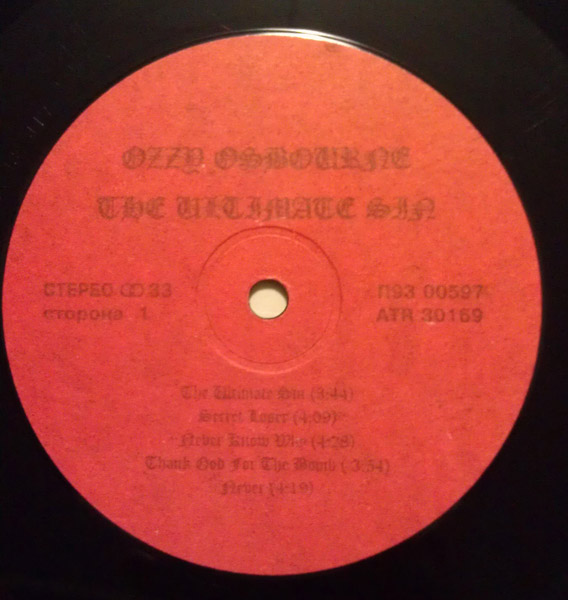 OZZY OSBOURNE
THE ULTIMATE SIN
СТЕРЕО 33
сторона 1
П93 00597
ATR 30169
The Ultimate Sin (3:44)
Secret Loser (4:09)
Never Know Why (4:28)
Thank God For The Bomb (3:54)
Never (4:19)